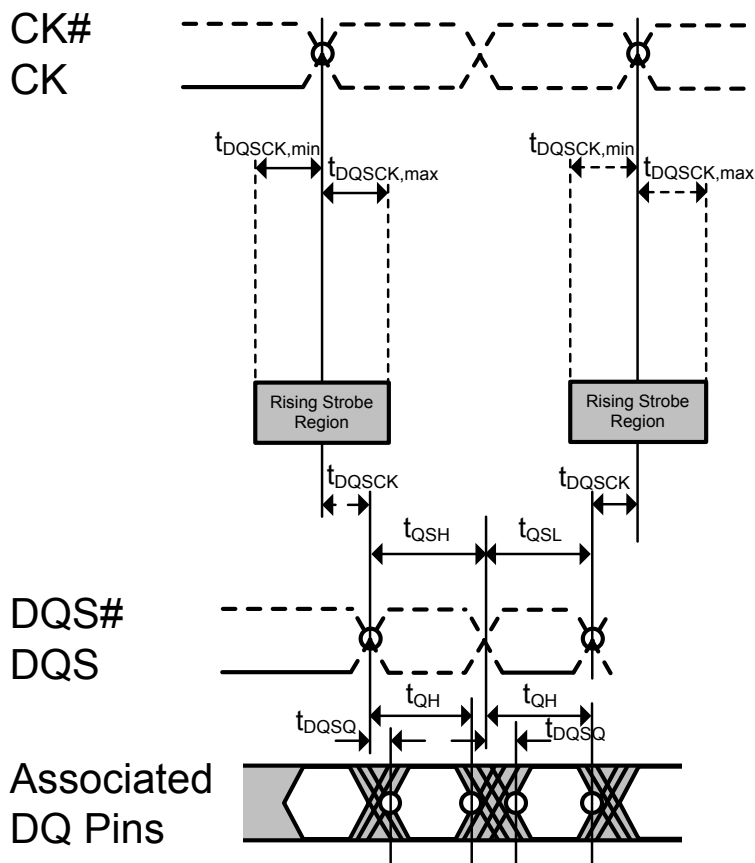 CK#
CK
tDQSCK,min
tDQSCK,min
tDQSCK,max
tDQSCK,max
Rising Strobe
Region
Rising Strobe
Region
tDQSCK
tDQSCK
tQSH
tQSL
DQS#
DQS
tQH
tQH
tDQSQ
tDQSQ
Associated
DQ Pins